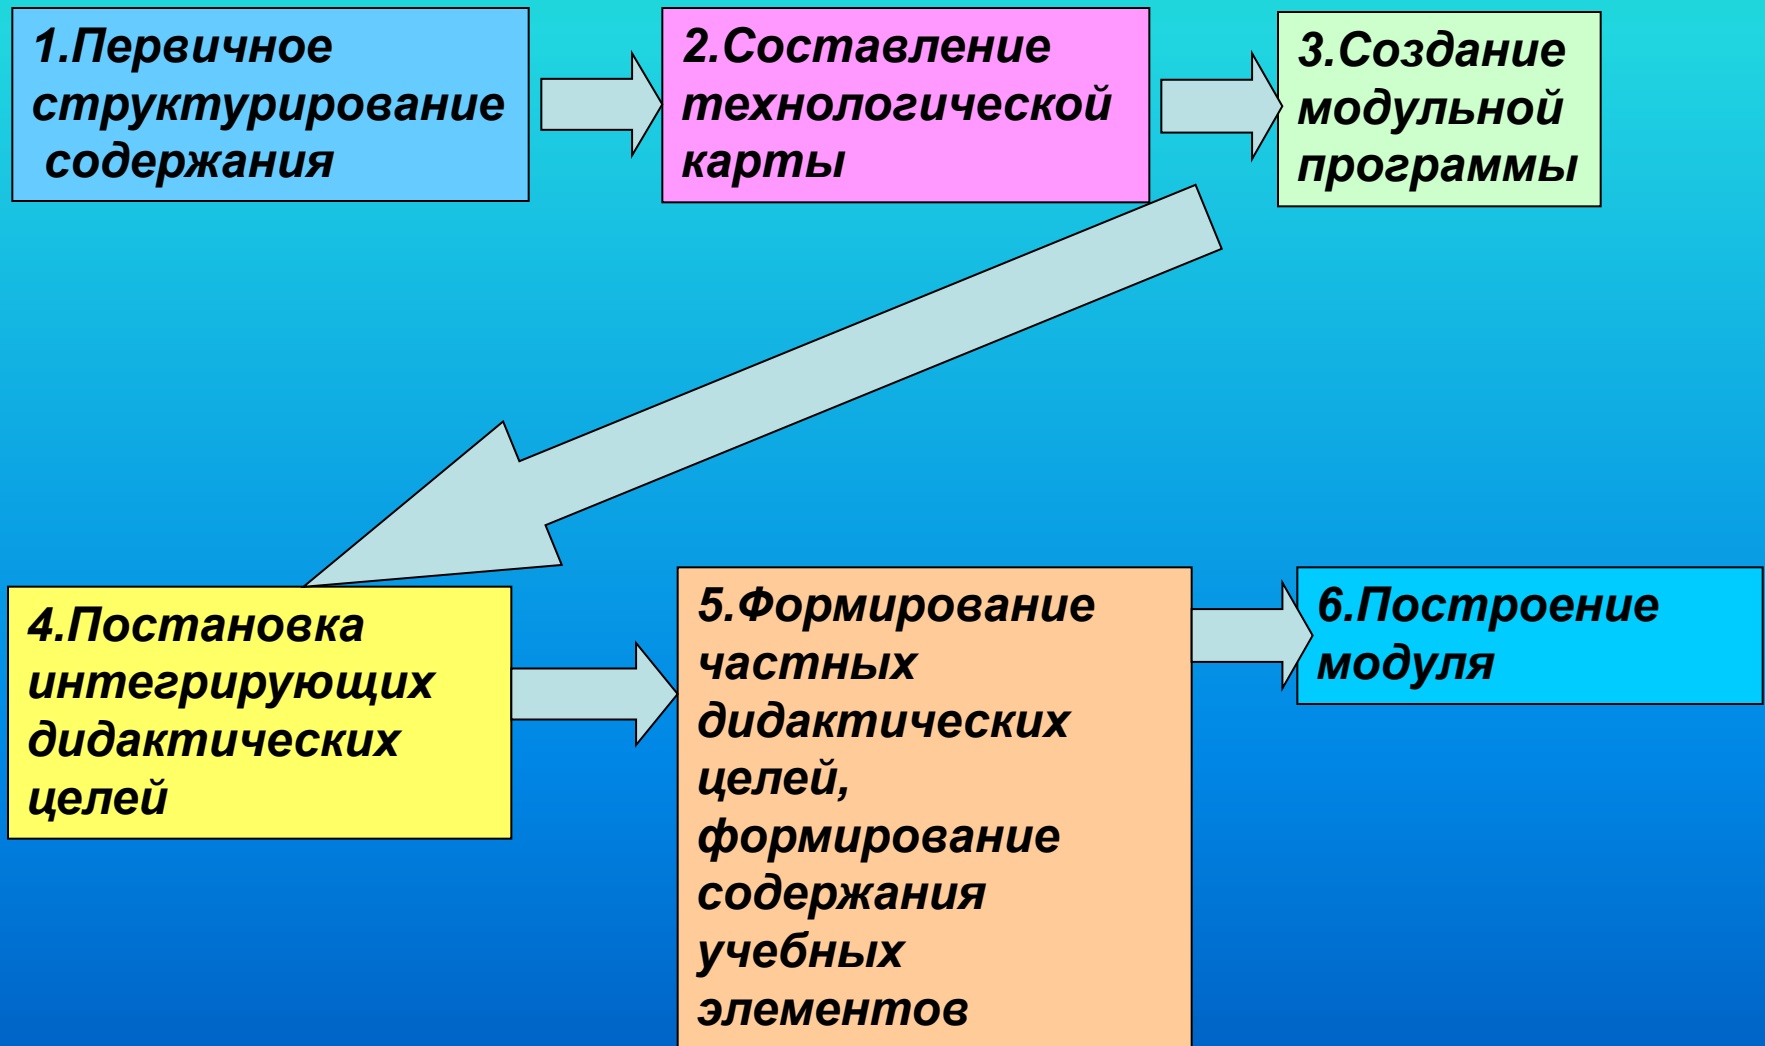 1.Первичное
структурирование
содержания
2.Составление
технологической
карты
3.Создание
модульной
программы
4.Постановка
интегрирующих
дидактических
целей
5.Формирование
частных
дидактических
целей,
формирование
содержания
учебных
элементов
6.Построение
модуля